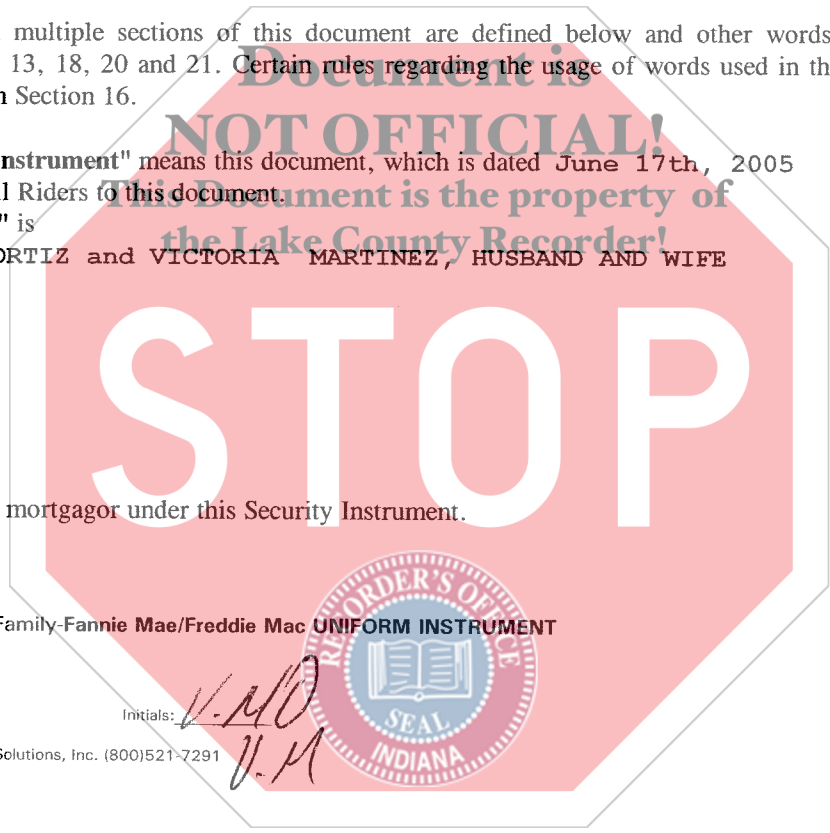 multiple sections of this document are defined below and other words
13, 18, 20 and 21. Certain rules regarding the usage of words used in th
n Section 16.
Document is
NOT OFFICIAL!
This Document is the property of
the Lake County Recorder!
nstrument" means this document, which is dated June 17th, 2005
l Riders to this document.
" is
ORTIZ and VICTORIA MARTINEZ, HUSBAND AND WIFE
STOP
mortgagor under this Security Instrument.
Family-Fannie Mae/Freddie Mac UNIFORM INSTRUMENT
RECORDER'S OFFICE
SEAL
INDIANA
Initials: V.MO
V.M
Solutions, Inc. (800)521-7291